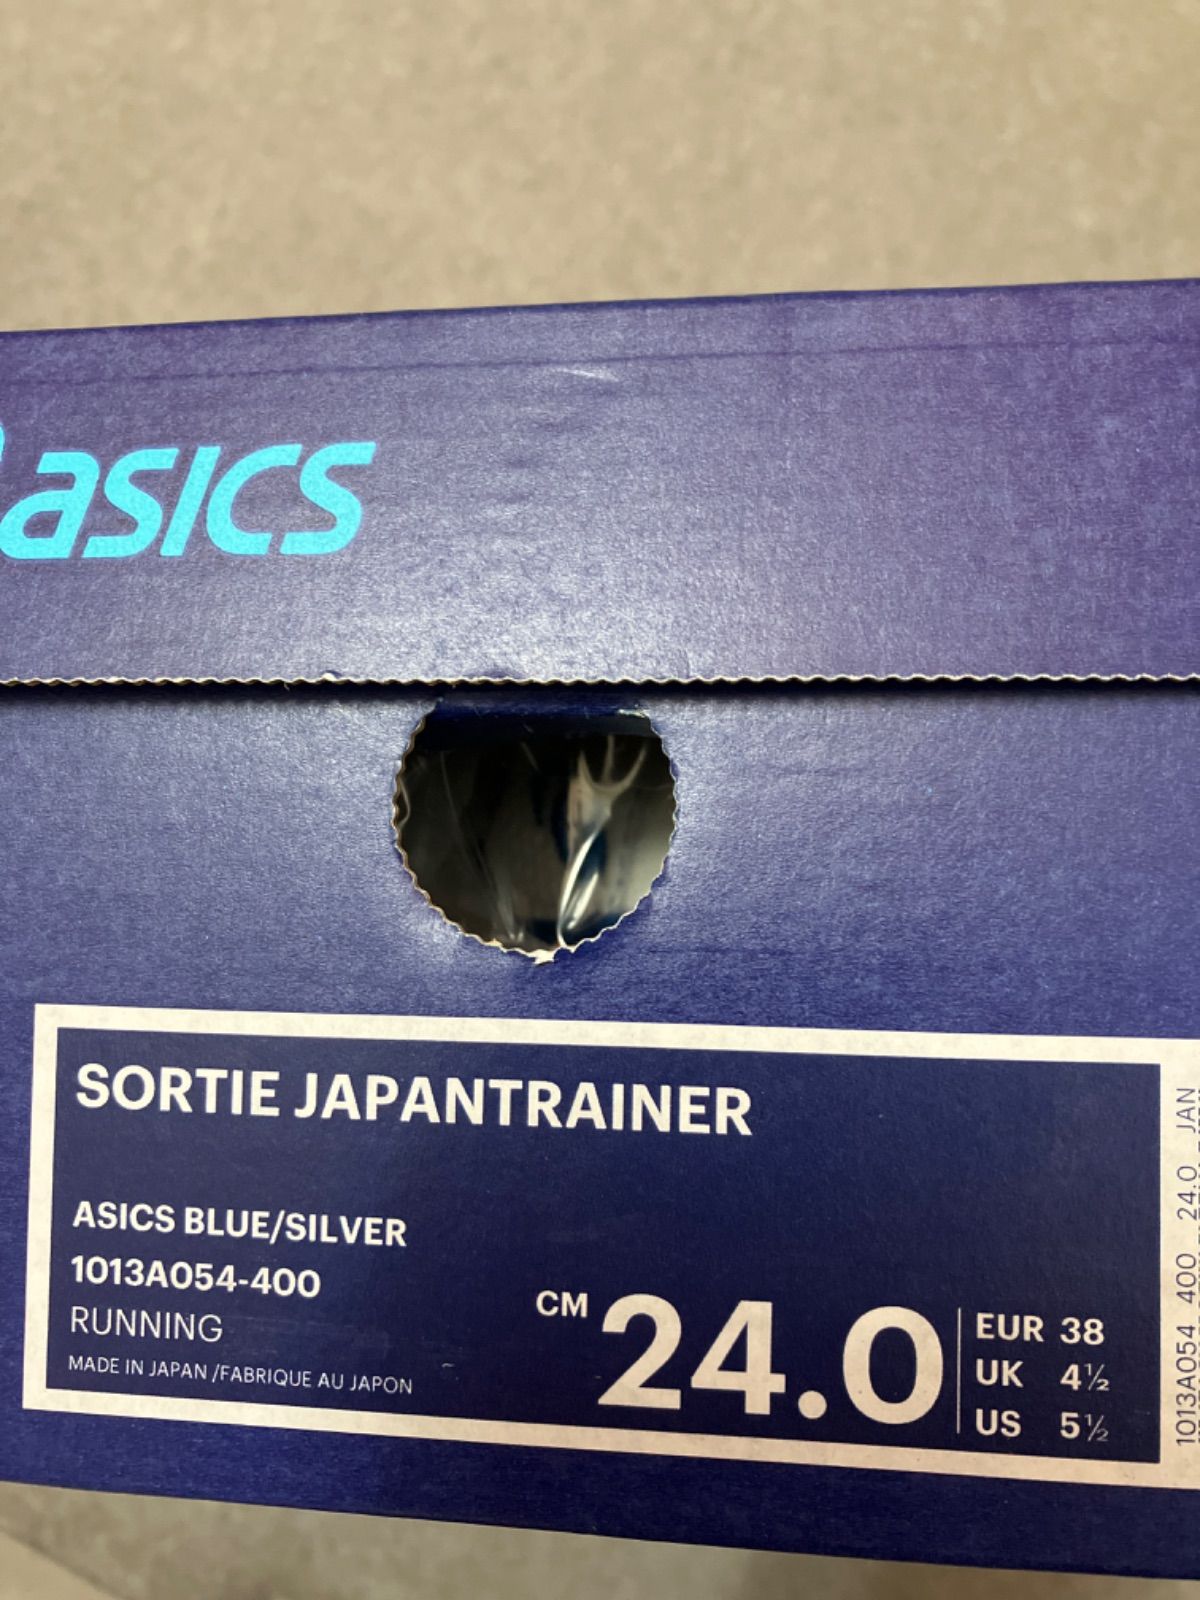 asics
SORTIE JAPANTRAINER
ASICS BLUE/SILVER
1013A054-400
RUNNING
MADE IN JAPAN /FABRIQUE AU JAPON
CM 24.0
EUR 38
UK 4½
US 5½
1013A054 400 24.0 JAN